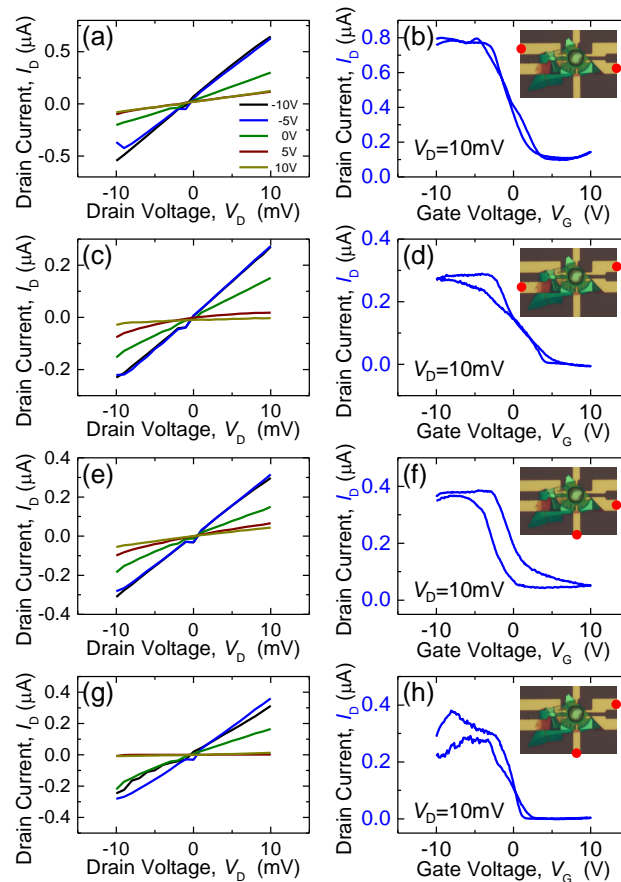 (a)
Drain Current, I_D (µA)
0.5
0.0
-0.5
-10V
-5V
0V
5V
10V
-10 0 10
Drain Voltage, V_D (mV)
(b)
Drain Current, I_D (µA)
0.8
0.6
0.4
0.2
0.0
V_D=10mV
-10 0 10
Gate Voltage, V_G (V)
(c)
Drain Current, I_D (µA)
0.2
0.0
-0.2
-10 0 10
Drain Voltage, V_D (mV)
(d)
Drain Current, I_D (µA)
0.4
0.2
0.0
V_D=10mV
-10 0 10
Gate Voltage, V_G (V)
(e)
Drain Current, I_D (µA)
0.4
0.2
0.0
-0.2
-0.4
-10 0 10
Drain Voltage, V_D (mV)
(f)
Drain Current, I_D (µA)
0.6
0.4
0.2
0.0
V_D=10mV
-10 0 10
Gate Voltage, V_G (V)
(g)
Drain Current, I_D (µA)
0.4
0.2
0.0
-0.2
-0.4
-10 0 10
Drain Voltage, V_D (mV)
(h)
Drain Current, I_D (µA)
0.4
0.2
0.0
V_D=10mV
-10 0 10
Gate Voltage, V_G (V)